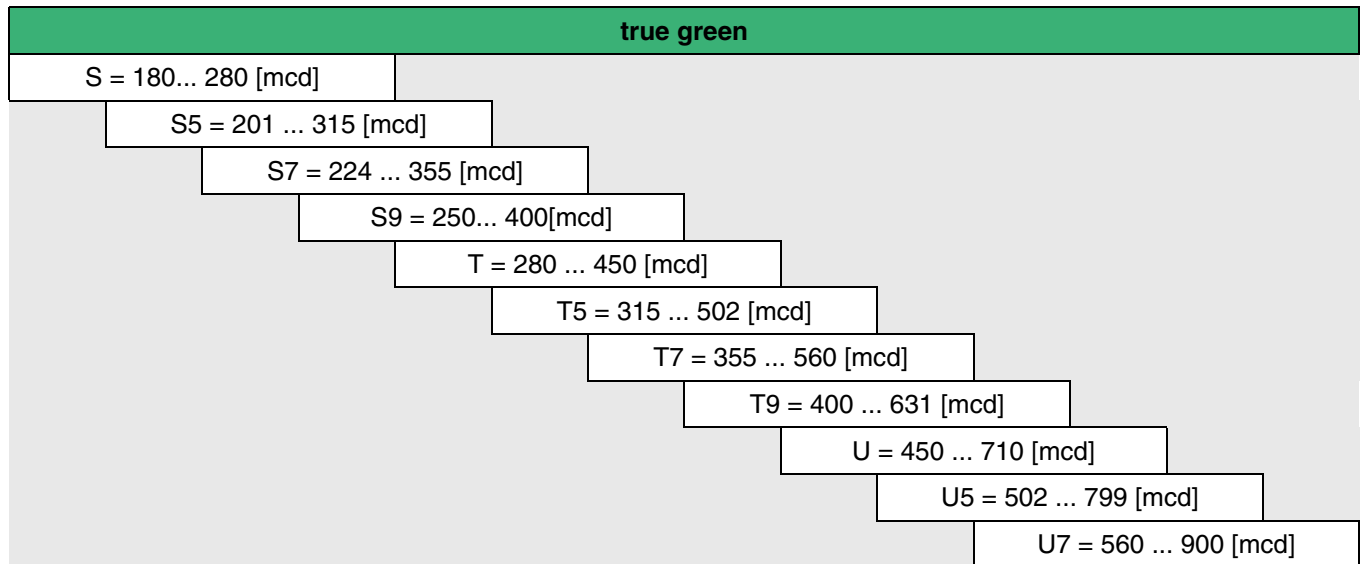 true green
S = 180... 280 [mcd]
S5 = 201 ... 315 [mcd]
S7 = 224 ... 355 [mcd]
S9 = 250... 400[mcd]
T = 280 ... 450 [mcd]
T5 = 315 ... 502 [mcd]
T7 = 355 ... 560 [mcd]
T9 = 400 ... 631 [mcd]
U = 450 ... 710 [mcd]
U5 = 502 ... 799 [mcd]
U7 = 560 ... 900 [mcd]